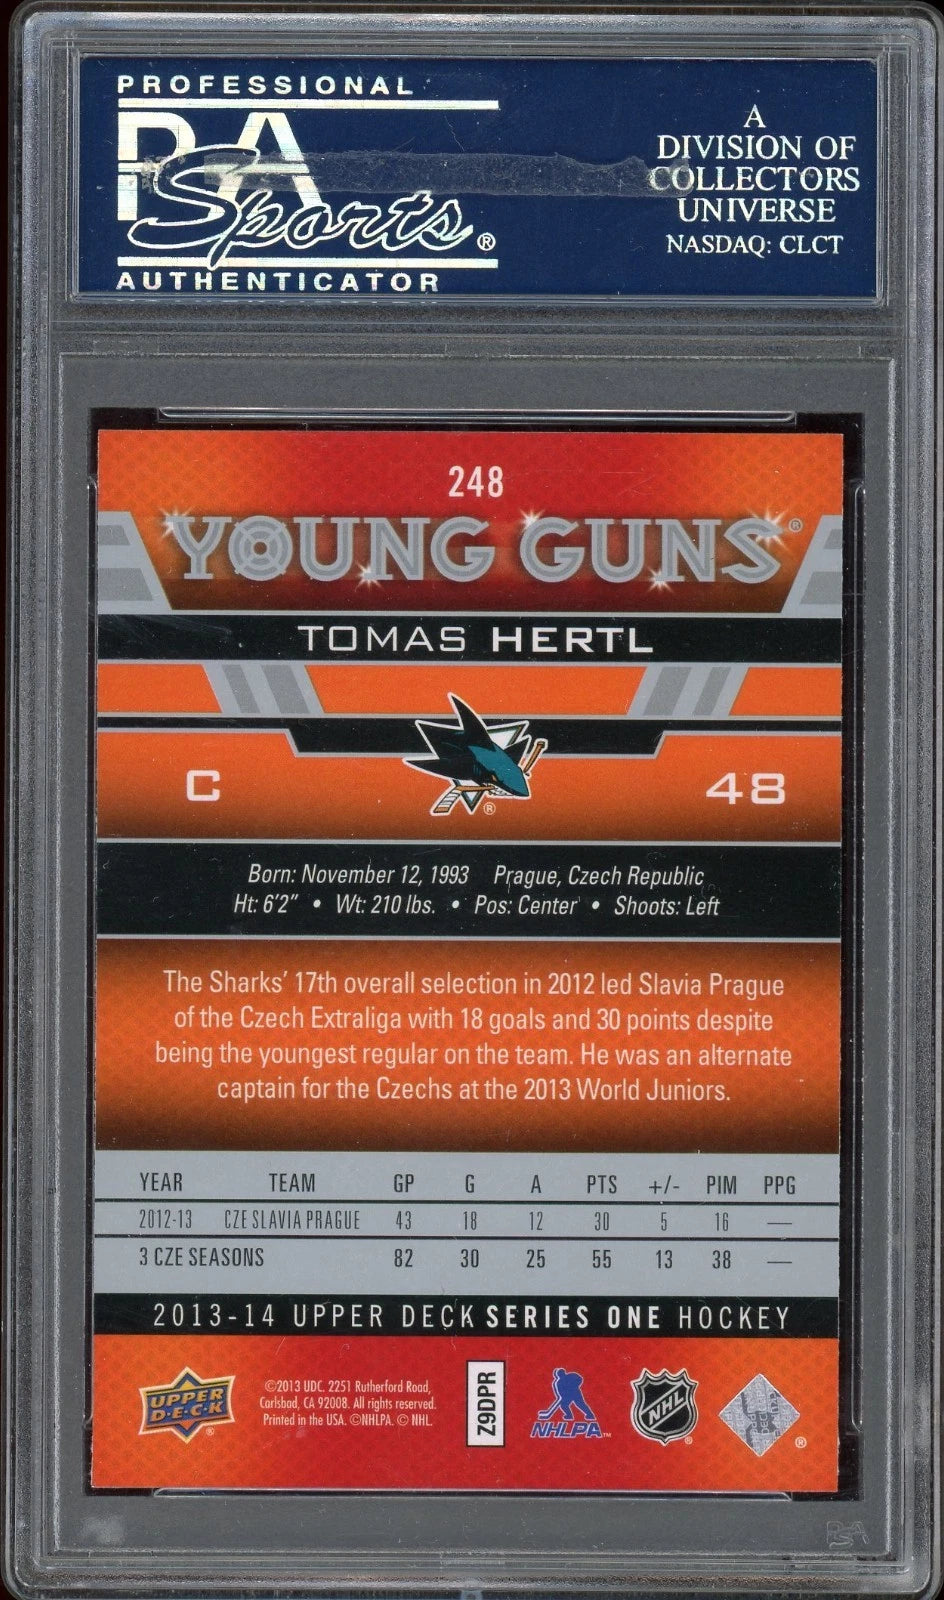 PROFESSIONAL
PSA
Sports®
AUTHENTICATOR
A
DIVISION OF
COLLECTORS
UNIVERSE
NASDAQ: CLCT
248
YOUNG GUNS®
TOMAS HERTL
C
®
48
Born: November 12, 1993 Prague, Czech Republic
Ht: 6'2" • Wt: 210 lbs. • Pos: Center • Shoots: Left
The Sharks' 17th overall selection in 2012 led Slavia Prague
of the Czech Extraliga with 18 goals and 30 points despite
being the youngest regular on the team. He was an alternate
captain for the Czechs at the 2013 World Juniors.
YEAR TEAM GP G A PTS +/- PIM PPG
2012-13 CZE SLAVIA PRAGUE 43 18 12 30 5 16 —
3 CZE SEASONS 82 30 25 55 13 38 —
2013-14 UPPER DECK SERIES ONE HOCKEY
UPPER
D·E·C·K
®
©2013 UDC. 2251 Rutherford Road,
Carlsbad, CA 92008. All rights reserved.
Printed in the USA. ©NHLPA. © NHL.
Z9DPR
NHLPA™
NHL
®
®
PSA